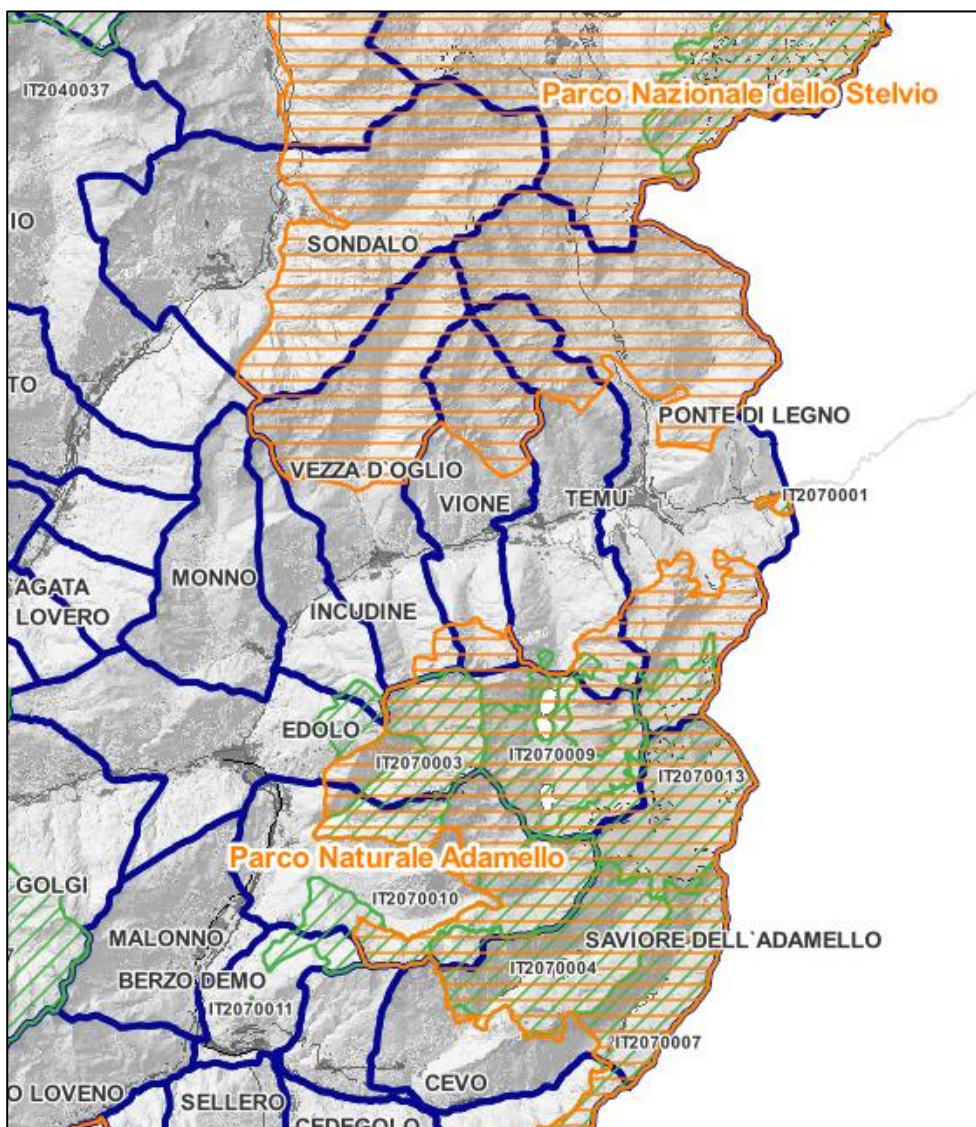 IT2040037
Parco Nazionale dello Stelvio
IO
SONDALO
TO
PONTE DI LEGNO
VEZZA D`OGLIO
VIONE
TEMU
IT2070001
AGATA
MONNO
LOVERO
INCUDINE
EDOLO
IT2070003
IT2070009
IT2070013
Parco Naturale Adamello
GOLGI
IT2070010
MALONNO
SAVIORE DELL`ADAMELLO
BERZO DEMO
IT2070004
IT2070011
IT2070007
CEVO
O LOVENO
SELLERO
CEDEGOLO